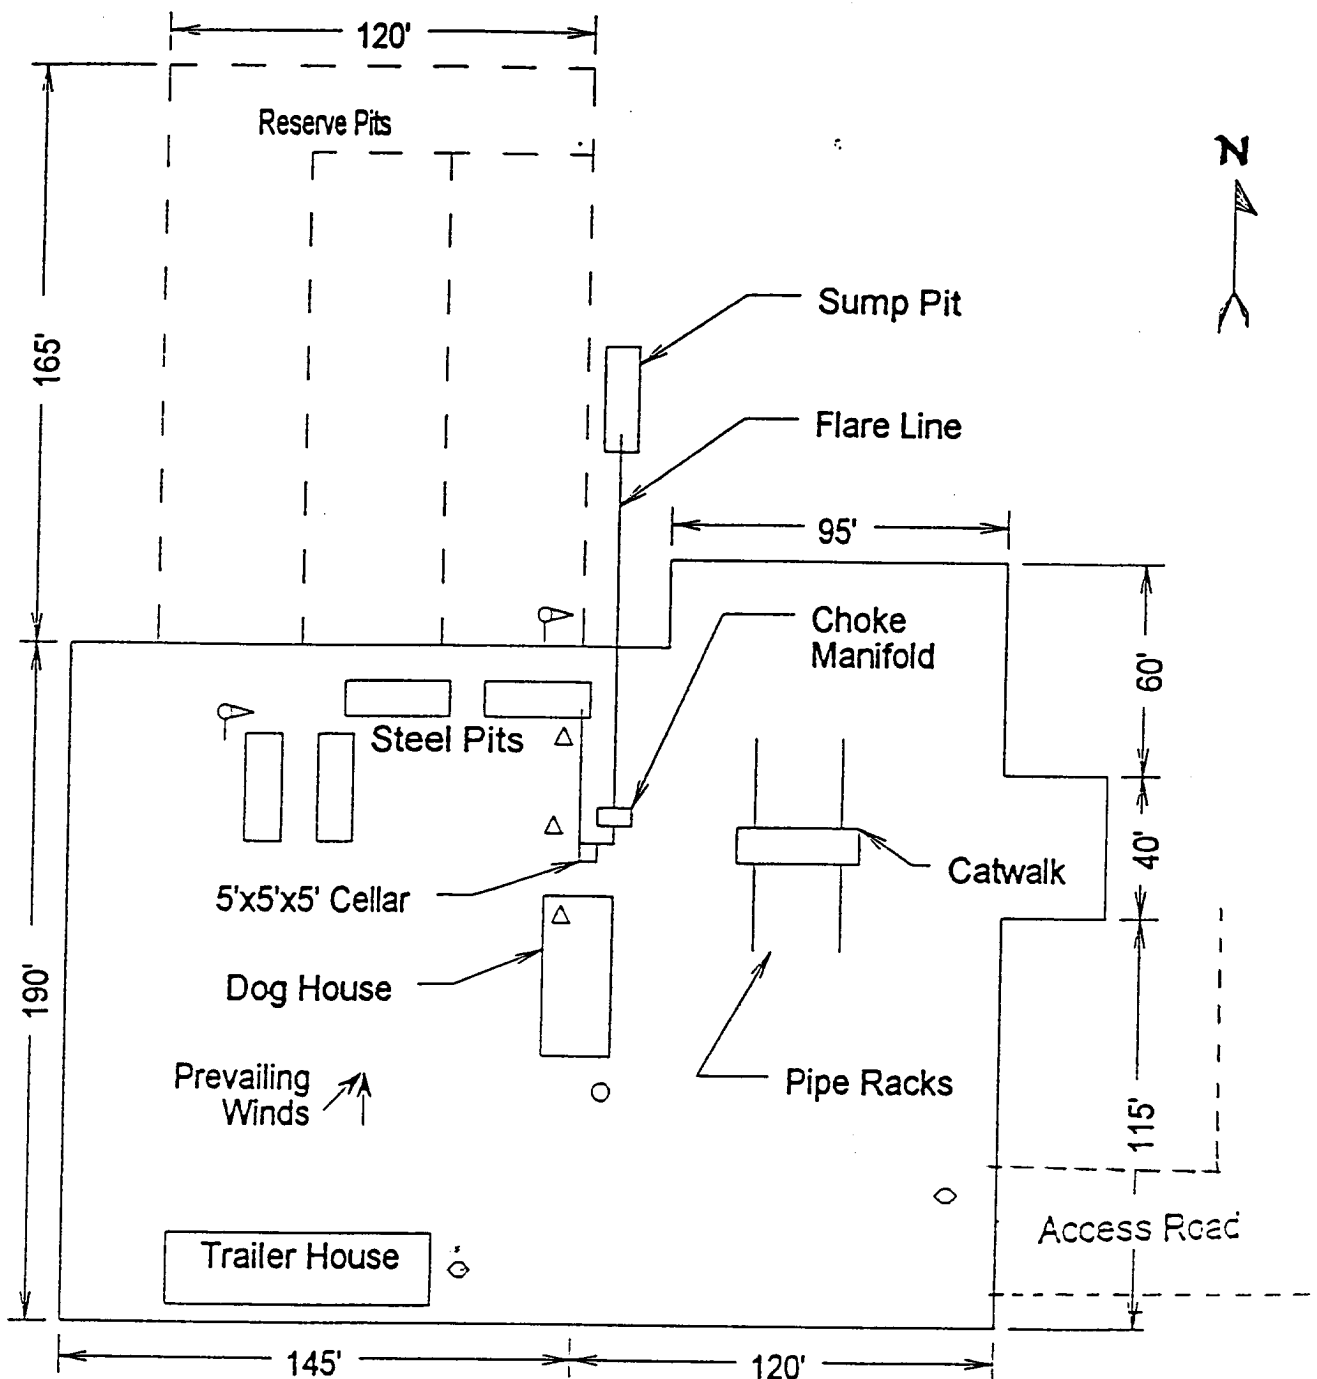 120'
Reserve Pits
N
Sump Pit
165'
Flare Line
95'
Choke
Manifold
60'
Steel Pits
40'
Catwalk
5'x5'x5' Cellar
Dog House
190'
Prevailing
Winds
Pipe Racks
115'
Access Road
Trailer House
145'
120'